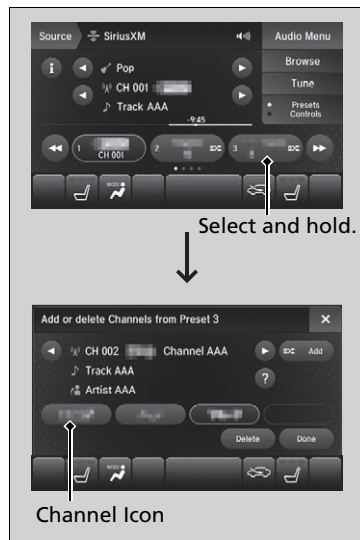 Source SiriusXM Audio Menu
Pop Browse
CH 001 Tune
Track AAA Presets Controls
-9:45
1 CH 001 2 3
MODE
Select and hold.
Add or delete Channels from Preset 3 ×
CH 002 Channel AAA Add
Track AAA ?
Artist AAA
Delete Done
MODE
Channel Icon